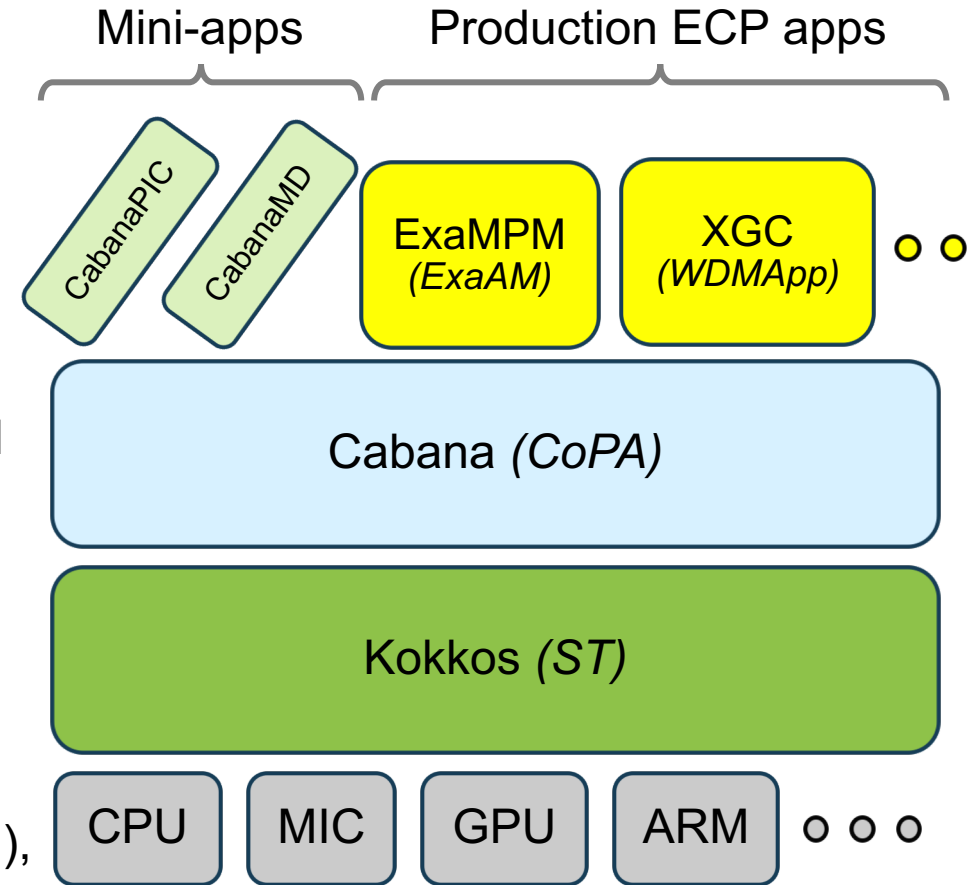 Mini-apps
Production ECP apps
CabanaPIC
CabanaMD
ExaMPM
(ExaAM)
XGC
(WDMApp)
Cabana (CoPA)
Kokkos (ST)
),
CPU
MIC
GPU
ARM